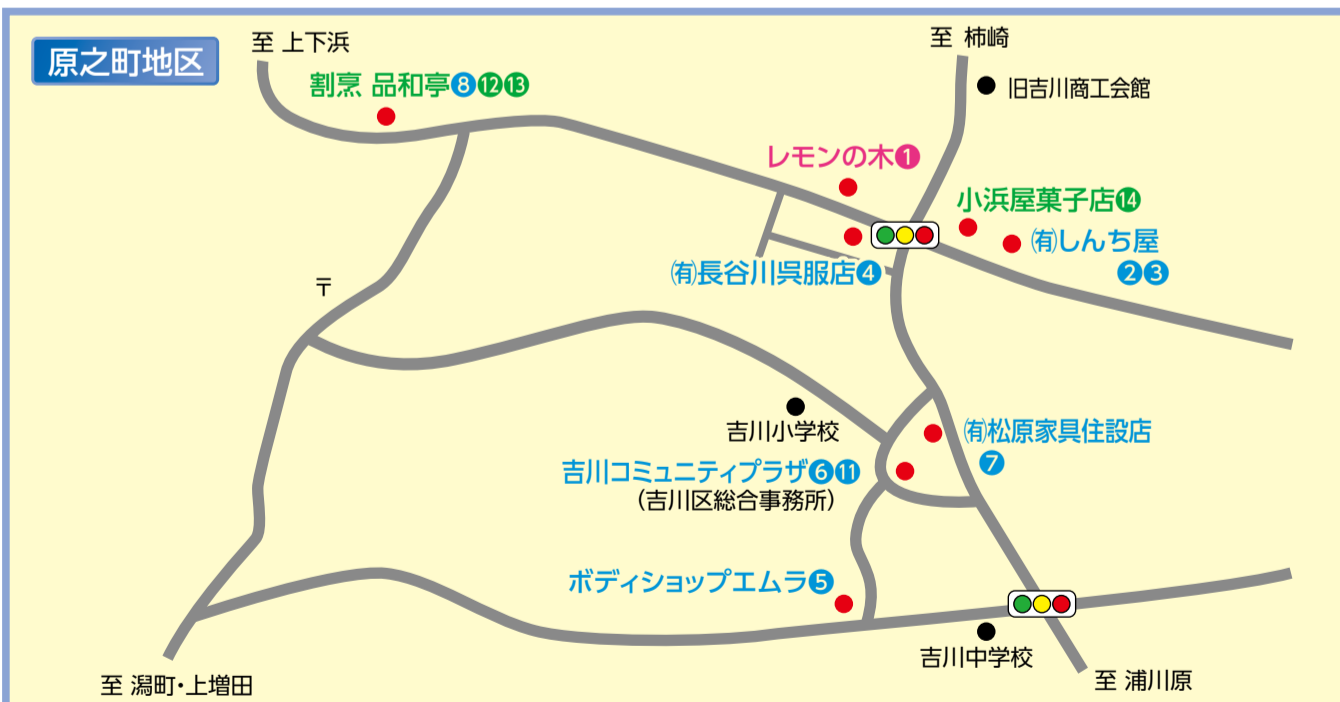 原之町地区
至 上下浜
至 柿崎
割烹 品和亭⑧⑫⑬
旧吉川商工会館
レモンの木①
小浜屋菓子店⑭
㈲しんち屋
②③
㈲長谷川呉服店④
〒
吉川小学校
㈲松原家具住設店
⑦
吉川コミュニティプラザ⑥⑪
(吉川区総合事務所)
ボディショップエムラ⑤
吉川中学校
至 潟町・上増田
至 浦川原